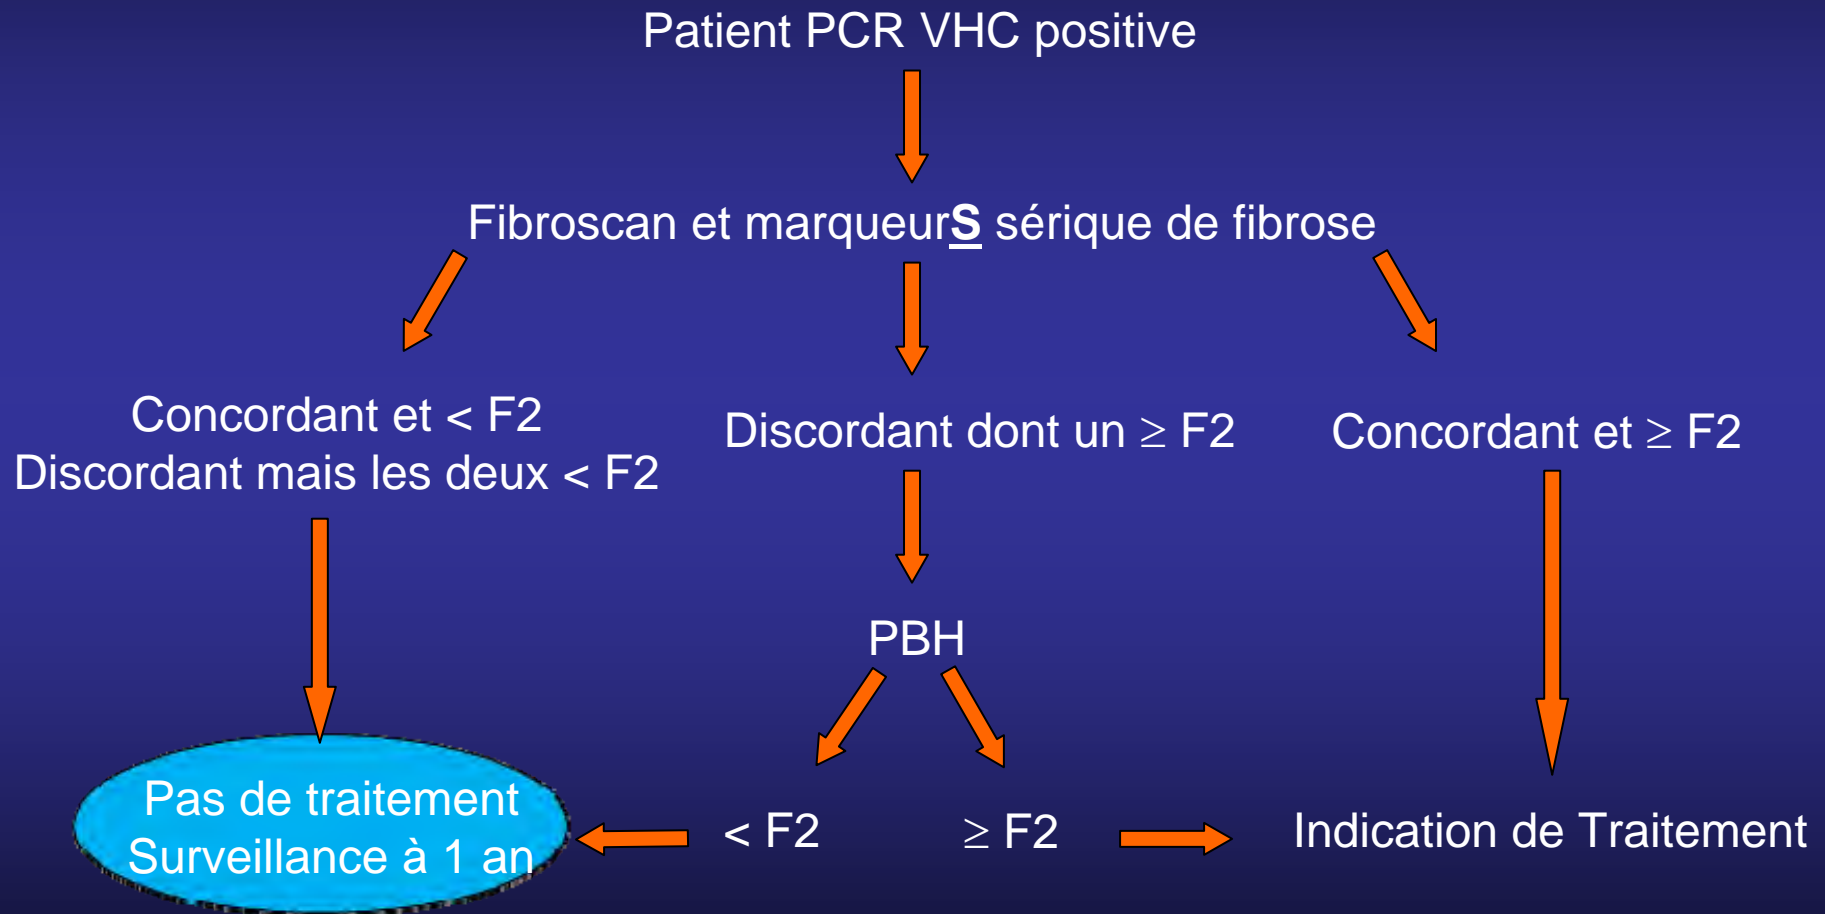 Patient PCR VHC positive
Fibroscan et marqueurS sérique de fibrose
Concordant et < F2
Discordant mais les deux < F2
Discordant dont un ≥ F2
Concordant et ≥ F2
PBH
Pas de traitement
Surveillance à 1 an
< F2
≥ F2
Indication de Traitement